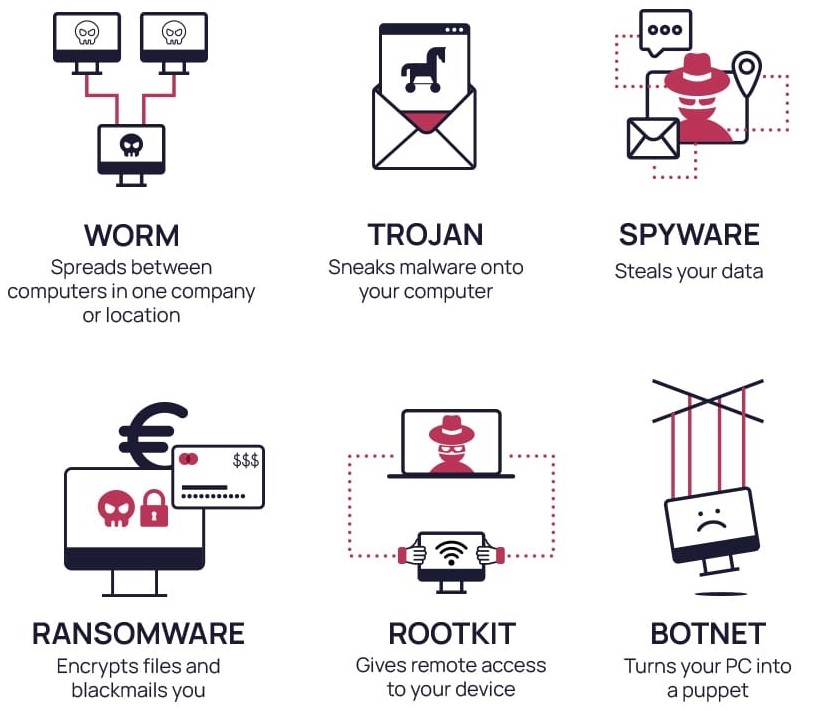 WORM
Spreads between
computers in one company
or location
TROJAN
Sneaks malware onto
your computer
SPYWARE
Steals your data
€
$$$
RANSOMWARE
Encrypts files and
blackmails you
ROOTKIT
Gives remote access
to your device
BOTNET
Turns your PC into
a puppet